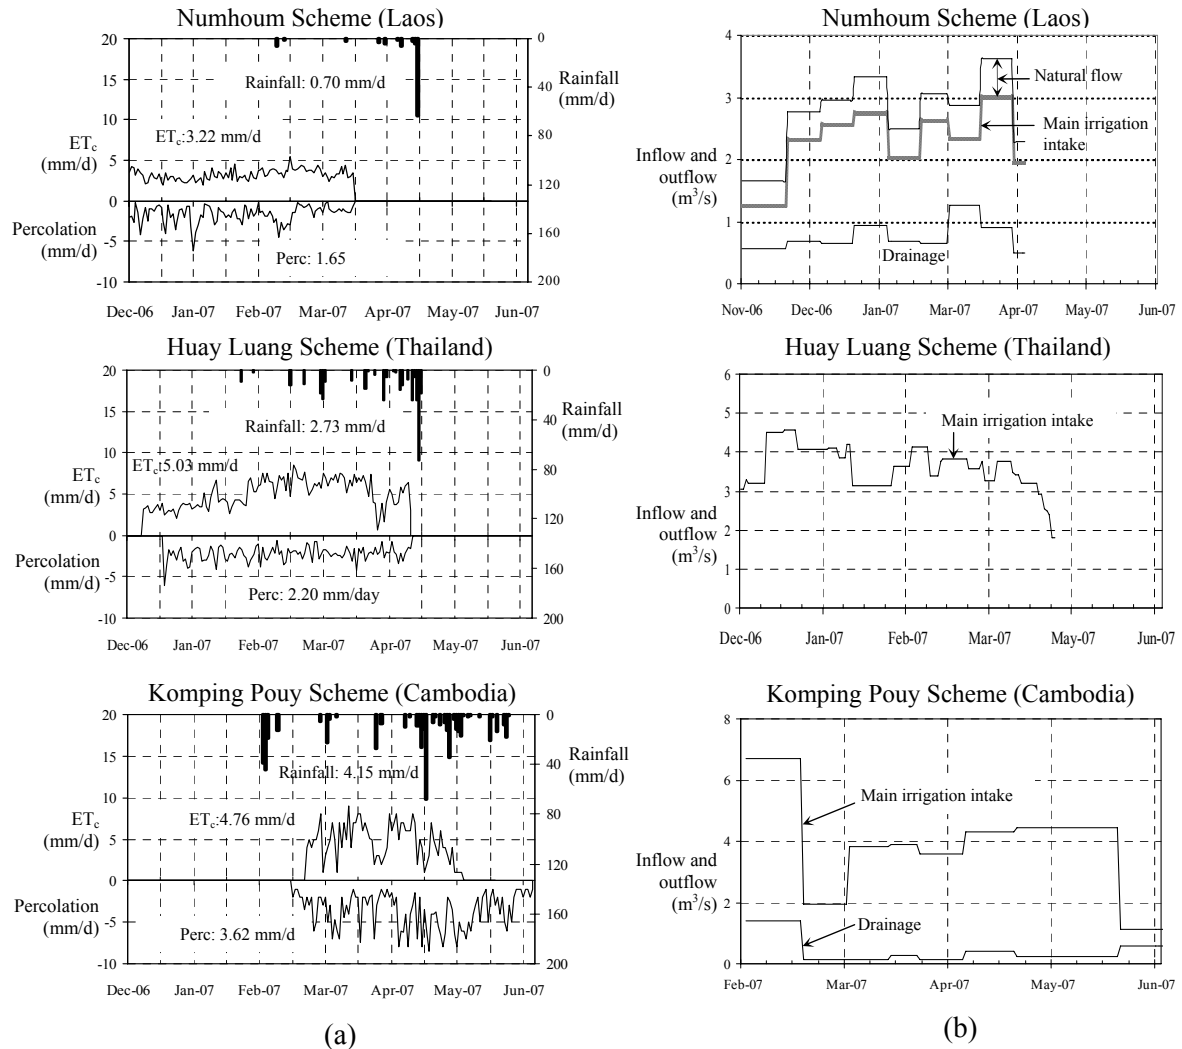 Numhoum Scheme (Laos)
20
15
10
5
0
-5
-10
0
40
80
120
160
200
Rainfall: 0.70 mm/d
Rainfall
(mm/d)
ETc:3.22 mm/d
ETc
(mm/d)
Percolation
(mm/d)
Perc: 1.65
Dec-06 Jan-07 Feb-07 Mar-07 Apr-07 May-07 Jun-07
Huay Luang Scheme (Thailand)
20
15
10
5
0
-5
-10
0
40
80
120
160
200
Rainfall: 2.73 mm/d
Rainfall
(mm/d)
ETc:5.03 mm/d
ETc
(mm/d)
Percolation
(mm/d)
Perc: 2.20 mm/day
Dec-06 Jan-07 Feb-07 Mar-07 Apr-07 May-07 Jun-07
Komping Pouy Scheme (Cambodia)
20
15
10
5
0
-5
-10
0
40
80
120
160
200
Rainfall: 4.15 mm/d
Rainfall
(mm/d)
ETc:4.76 mm/d
ETc
(mm/d)
Percolation
(mm/d)
Perc: 3.62 mm/d
Dec-06 Jan-07 Feb-07 Mar-07 Apr-07 May-07 Jun-07
(a)
Numhoum Scheme (Laos)
4
3
2
1
0
Natural flow
Main irrigation
intake
Inflow and
outflow
(m³/s)
Drainage
Nov-06 Dec-06 Jan-07 Mar-07 Apr-07 May-07 Jun-07
Huay Luang Scheme (Thailand)
6
5
4
3
2
1
0
Main irrigation intake
Inflow and
outflow
(m³/s)
Dec-06 Jan-07 Feb-07 Mar-07 May-07 Jun-07
Komping Pouy Scheme (Cambodia)
8
6
4
2
0
Main irrigation intake
Inflow and
outflow
(m³/s)
Drainage
Feb-07 Mar-07 Apr-07 May-07 Jun-07
(b)